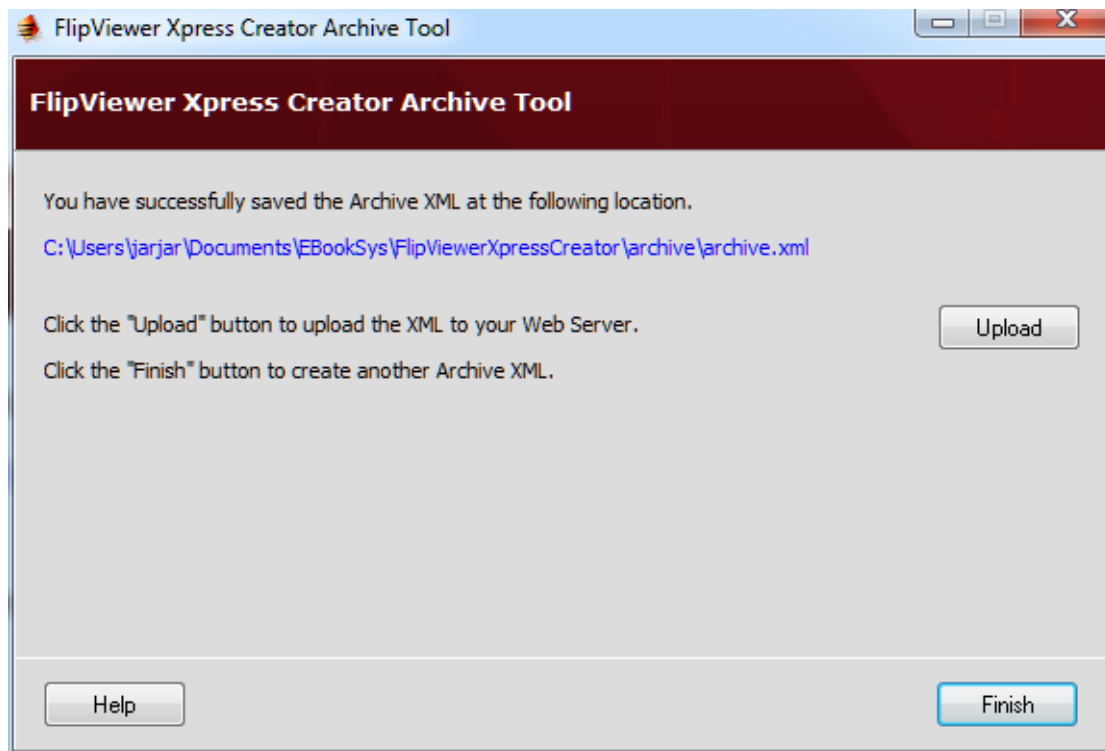 FlipViewer Xpress Creator Archive Tool
FlipViewer Xpress Creator Archive Tool
You have successfully saved the Archive XML at the following location.
C:\Users\jarjar\Documents\EBookSys\FlipViewerXpressCreator\archive\archive.xml
Click the "Upload" button to upload the XML to your Web Server.
Upload
Click the "Finish" button to create another Archive XML.
Help
Finish